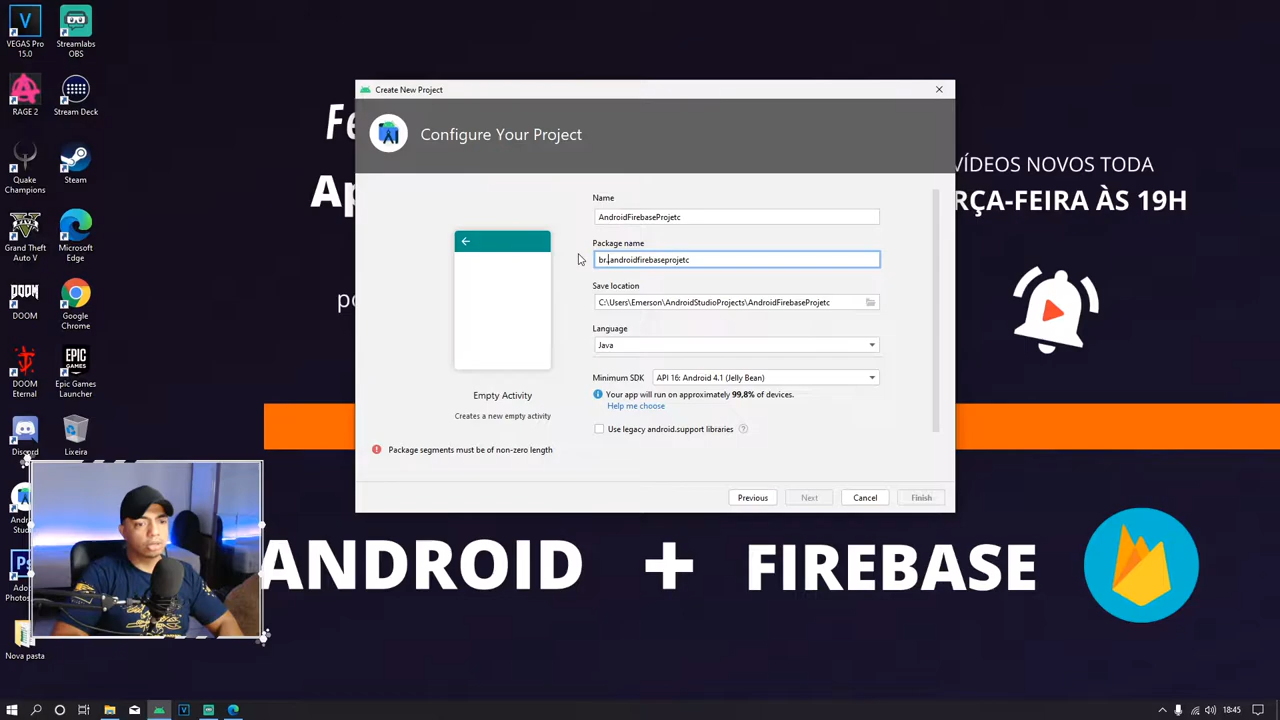 VEGAS Pro
15.0
Streamlabs
OBS
RAGE 2
Stream Deck
Quake
Champions
Steam
Grand Theft
Auto V
Microsoft
Edge
DOOM
Google
Chrome
DOOM
Eternal
Epic Games
Launcher
Discord
Lixeira
Nova pasta
Create New Project
Configure Your Project
Name
AndroidFirebaseProjetc
Package name
br.androidfirebaseprojetc
Save location
C:\Users\Emerson\AndroidStudioProjects\AndroidFirebaseProjetc
Language
Java
Minimum SDK
API 16: Android 4.1 (Jelly Bean)
Your app will run on approximately 99,8% of devices.
Help me choose
Use legacy android.support libraries
Empty Activity
Creates a new empty activity
Package segments must be of non-zero length
Previous
Next
Cancel
Finish
VÍDEOS NOVOS TODA
RÇA-FEIRA ÀS 19H
ANDROID + FIREBASE
18:45